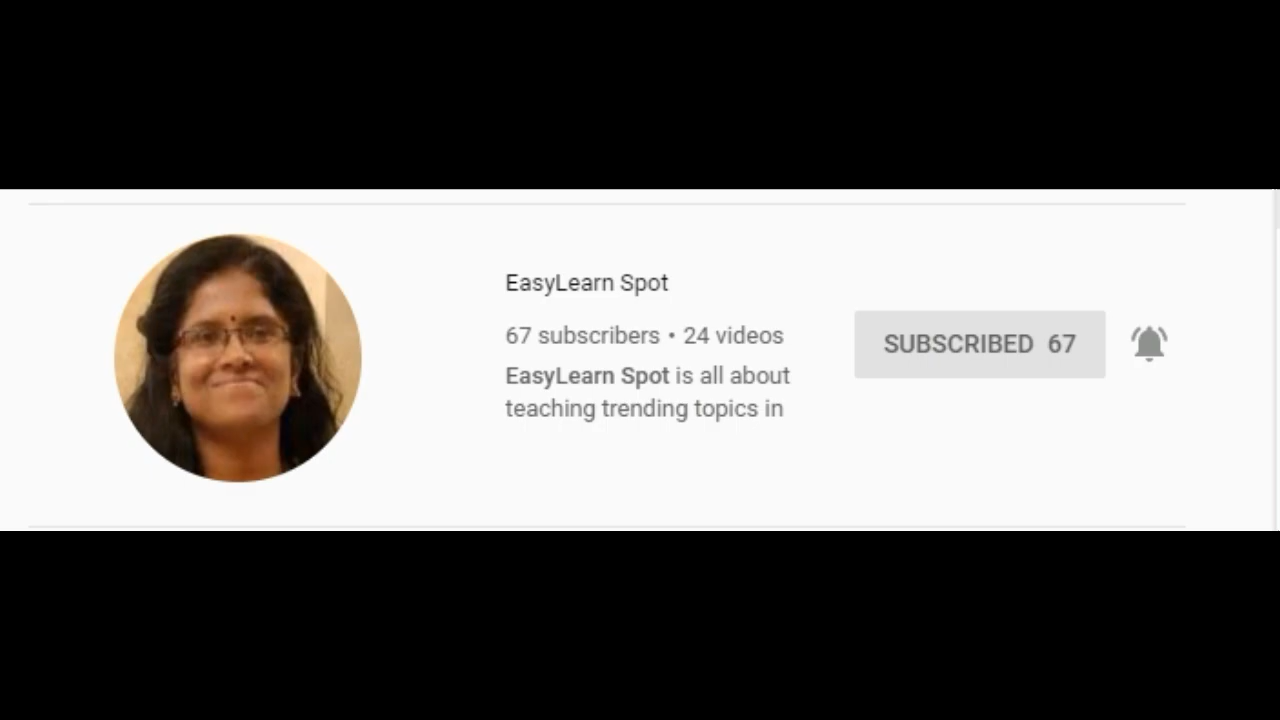 EasyLearn Spot
67 subscribers • 24 videos
SUBSCRIBED 67
EasyLearn Spot is all about
teaching trending topics in